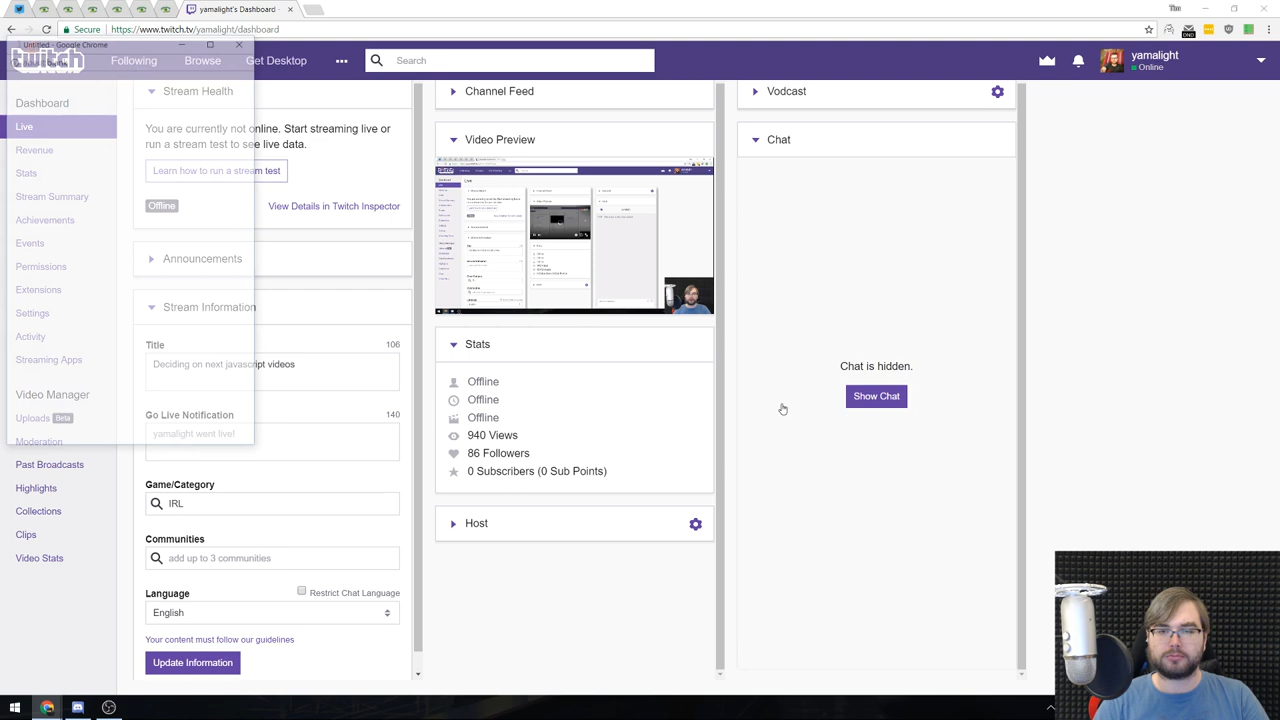 yamalight's Dashboard -
Tim
Secure
https://www.twitch.tv/yamalight/dashboard
Untitled - Google Chrome
twitch
Following
Browse
Get Desktop
Search
yamalight
Online
Dashboard
Live
Revenue
Stats
Stream Summary
Achievements
Events
Permissions
Extensions
Settings
Activity
Streaming Apps
Video Manager
Uploads Beta
Moderation
Past Broadcasts
Highlights
Collections
Clips
Video Stats
Stream Health
You are currently not online. Start streaming live or
run a stream test to see live data.
Learn how to run a stream test
Offline
View Details in Twitch Inspector
Announcements
Stream Information
Title
106
Deciding on next javascript videos
Go Live Notification
140
yamalight went live!
Game/Category
IRL
Communities
add up to 3 communities
Language
Restrict Chat Language
English
Your content must follow our guidelines
Update Information
Channel Feed
Video Preview
Stats
Offline
Offline
Offline
940 Views
86 Followers
0 Subscribers (0 Sub Points)
Host
Vodcast
Chat
Chat is hidden.
Show Chat